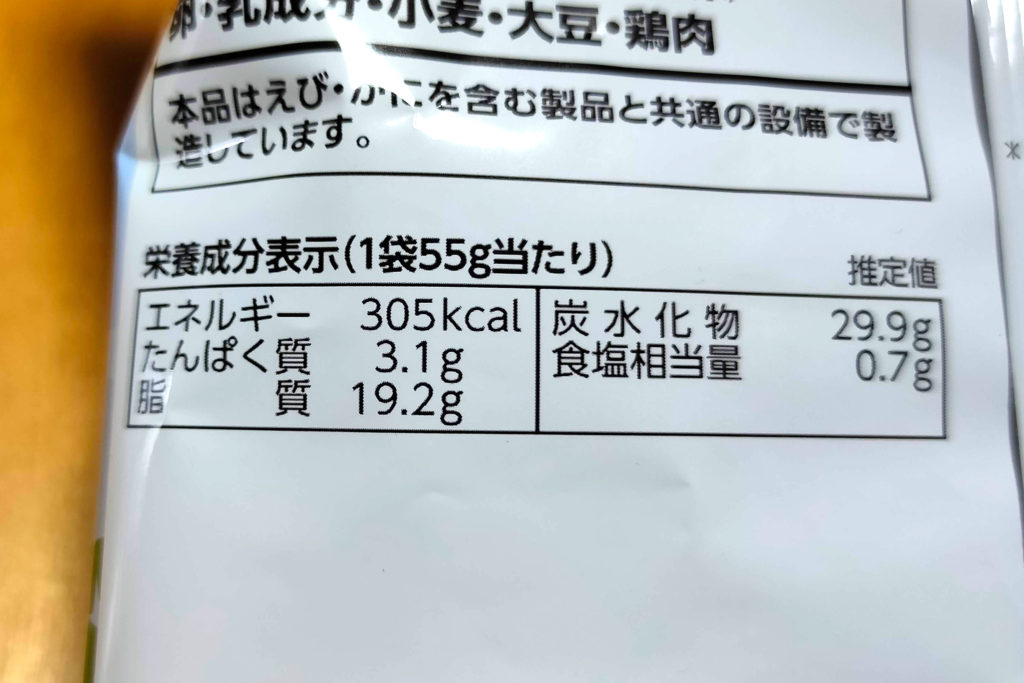 卵・乳成分・小麦・大豆・鶏肉
本品はえび・かにを含む製品と共通の設備で製
造しています。
栄養成分表示(1袋55g当たり)
推定値
エネルギー 305kcal
たんぱく質 3.1g
脂質 19.2g
炭水化物 29.9g
食塩相当量 0.7g